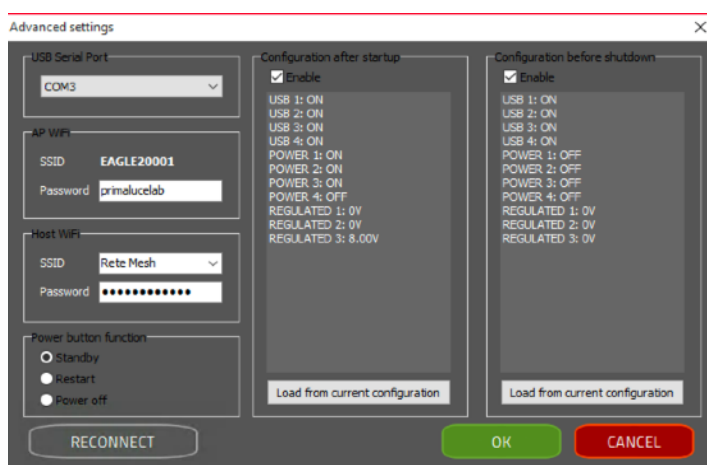 Advanced settings
USB Serial Port
COM3
AP WiFi
SSID EAGLE20001
Password primalucelab
Host WiFi
SSID Rete Mesh
Password ●●●●●●●●●●●●
Power button function
Standby
Restart
Power off
Configuration after startup
Enable
USB 1: ON
USB 2: ON
USB 3: ON
USB 4: ON
POWER 1: ON
POWER 2: ON
POWER 3: ON
POWER 4: OFF
REGULATED 1: 0V
REGULATED 2: 0V
REGULATED 3: 8.00V
Load from current configuration
Configuration before shutdown
Enable
USB 1: ON
USB 2: ON
USB 3: ON
USB 4: ON
POWER 1: OFF
POWER 2: OFF
POWER 3: OFF
POWER 4: OFF
REGULATED 1: 0V
REGULATED 2: 0V
REGULATED 3: 0V
Load from current configuration
RECONNECT
OK
CANCEL